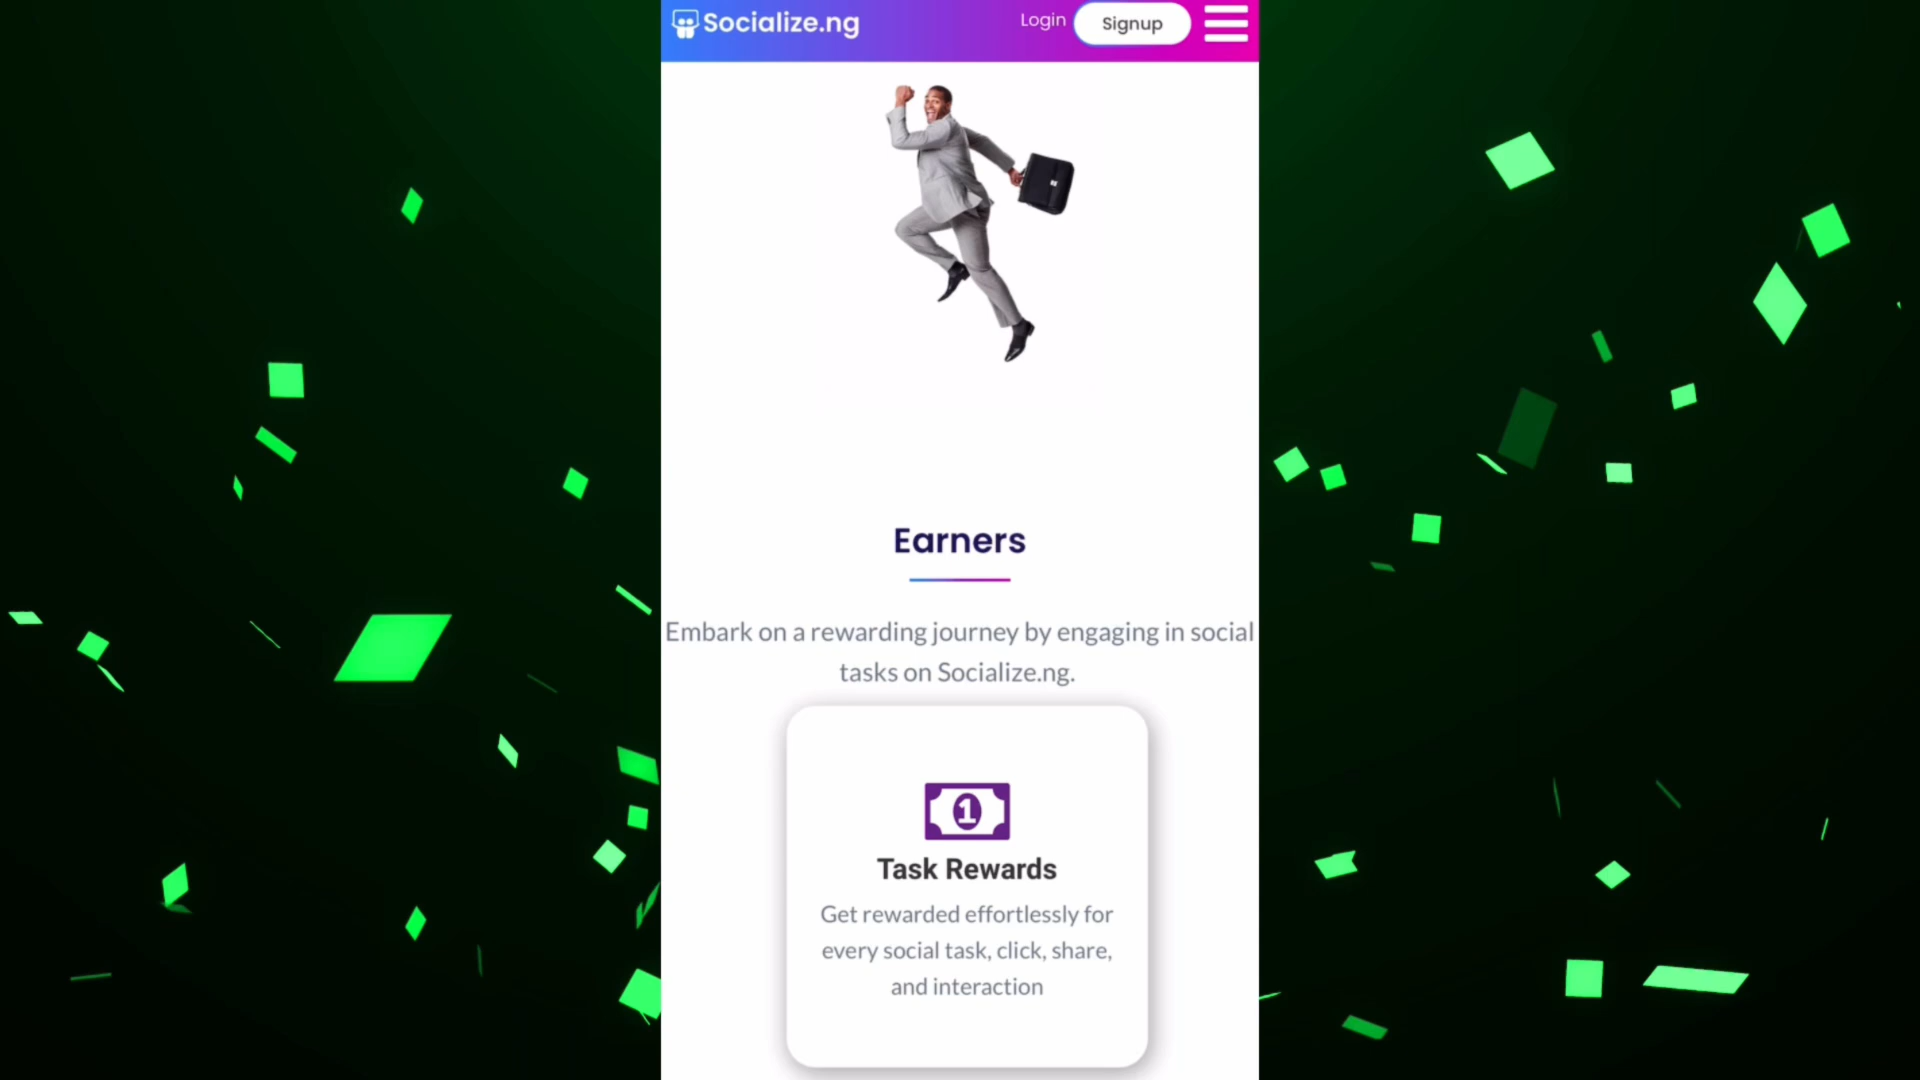 Socialize.ng
Login
Signup
Earners
Embark on a rewarding journey by engaging in social
tasks on Socialize.ng.
1
Task Rewards
Get rewarded effortlessly for
every social task, click, share,
and interaction